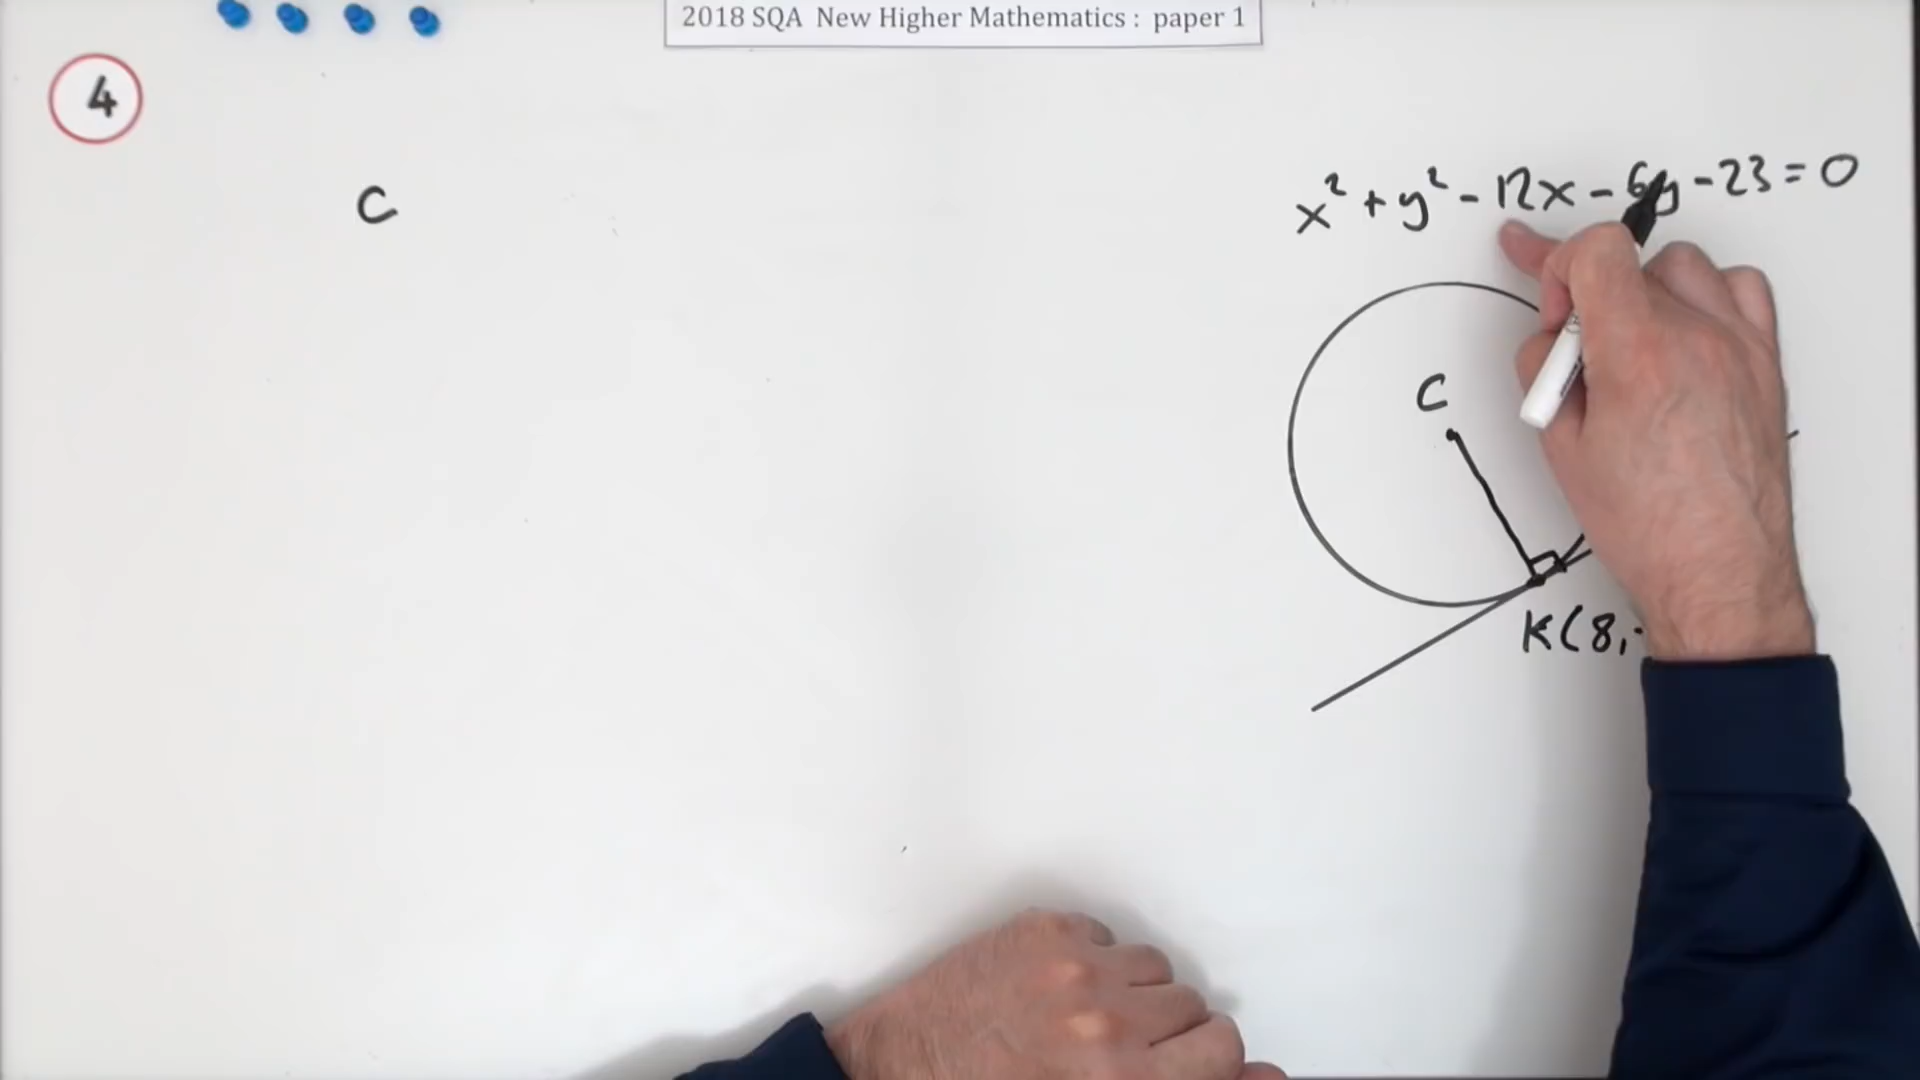 2018 SQA New Higher Mathematics : paper 1
4
C
x² + y² - 12x - 6y - 23 = 0
C
K(8,-